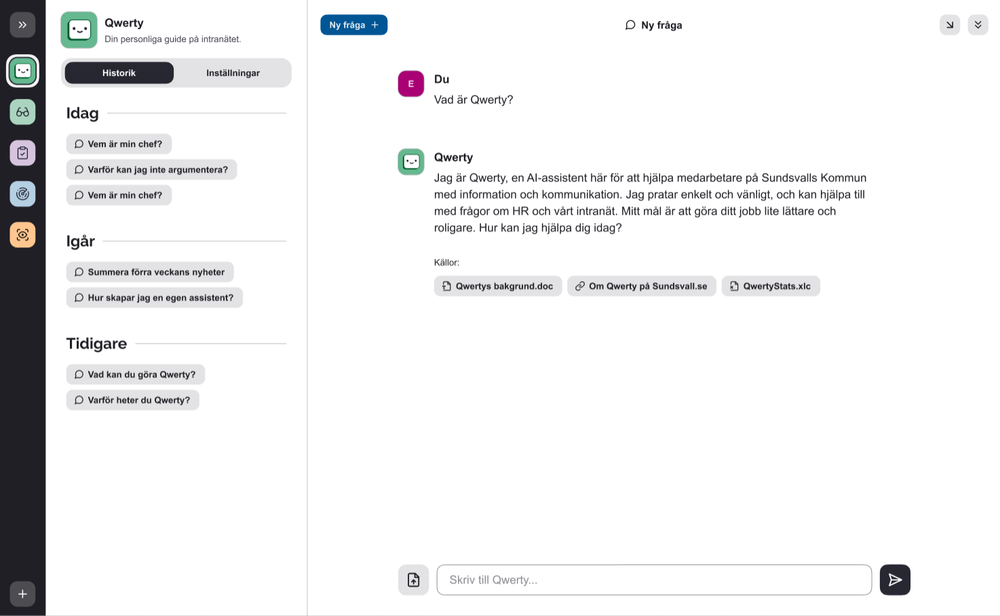 Qwerty
Din personliga guide på intranätet.
Historik
Inställningar
Idag
Vem är min chef?
Varför kan jag inte argumentera?
Vem är min chef?
Igår
Summera förra veckans nyheter
Hur skapar jag en egen assistent?
Tidigare
Vad kan du göra Qwerty?
Varför heter du Qwerty?
Ny fråga +
Ny fråga
E
Du
Vad är Qwerty?
Qwerty
Jag är Qwerty, en AI-assistent här för att hjälpa medarbetare på Sundsvalls Kommun
med information och kommunikation. Jag pratar enkelt och vänligt, och kan hjälpa till
med frågor om HR och vårt intranät. Mitt mål är att göra ditt jobb lite lättare och
roligare. Hur kan jag hjälpa dig idag?
Källor:
Qwertys bakgrund.doc
Om Qwerty på Sundsvall.se
QwertyStats.xlc
Skriv till Qwerty...